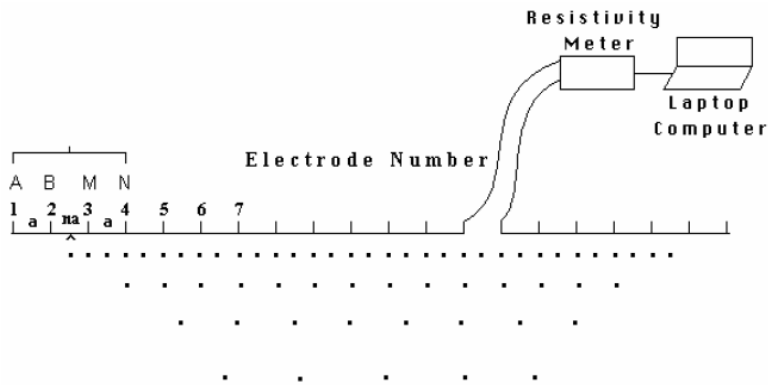 Resistivity
Meter
Laptop
Computer
Electrode Number
A B M N
1 a 2 na 3 a 4 5 6 7